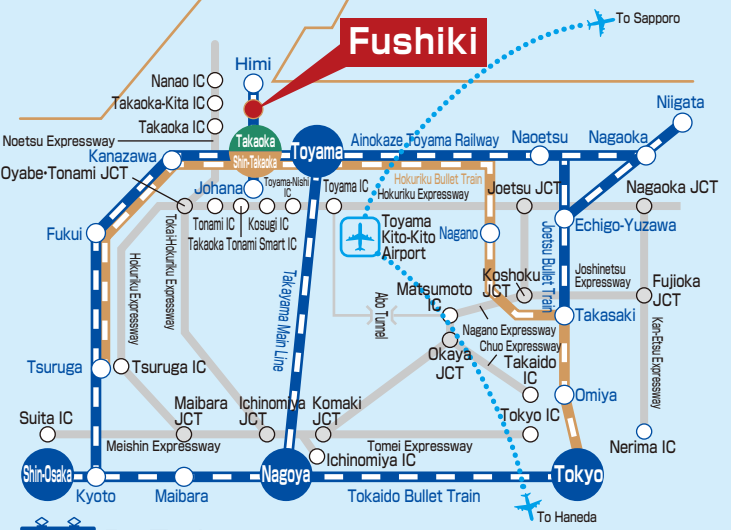 To Sapporo
Fushiki
Himi
Nanao IC
Takaoka-Kita IC
Takaoka IC
Niigata
Noetsu Expressway
Takaoka
Shin-Takaoka
Toyama
Ainokaze Toyama Railway
Naoetsu
Nagaoka
Kanazawa
Oyabe•Tonami JCT
Johana
Toyama-Nishi
IC
Toyama IC
Hokuriku Bullet Train
Hokuriku Expressway
Joetsu JCT
Nagaoka JCT
Tonami IC
Kosugi IC
Takaoka Tonami Smart IC
Toyama
Kito-Kito
Airport
Fukui
Nagano
Echigo-Yuzawa
Tokai-Hokuriku Expressway
Hokuriku Expressway
Takayama Main Line
Abo Tunnel
Matsumoto
IC
Koshoku
JCT
Joetsu Bullet Train
Joshinetsu
Expressway
Fujioka
JCT
Nagano Expressway
Takasaki
Chuo Expressway
Kan-Etsu Expressway
Okaya
JCT
Takaido
IC
Tsuruga
Tsuruga IC
Omiya
Suita IC
Maibara
JCT
Ichinomiya
JCT
Komaki
JCT
Tokyo IC
Meishin Expressway
Tomei Expressway
Nerima IC
Ichinomiya IC
Shin-Osaka
Kyoto
Maibara
Nagoya
Tokaido Bullet Train
Tokyo
To Haneda